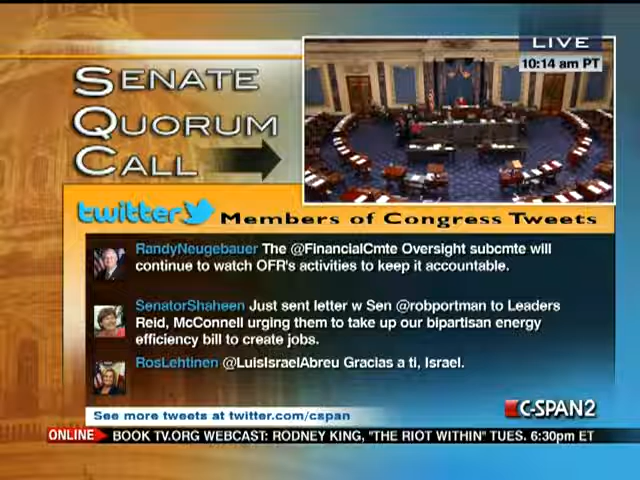 LIVE
10:14 am PT
SENATE
QUORUM
CALL
twitter Members of Congress Tweets
RandyNeugebauer The @FinancialCmte Oversight subcmte will
continue to watch OFR's activities to keep it accountable.
SenatorShaheen Just sent letter w Sen @robportman to Leaders
Reid, McConnell urging them to take up our bipartisan energy
efficiency bill to create jobs.
RosLehtinen @LuisIsraelAbreu Gracias a ti, Israel.
See more tweets at twitter.com/cspan
C-SPAN2
ONLINE BOOK TV.ORG WEBCAST: RODNEY KING, "THE RIOT WITHIN" TUES. 6:30pm ET